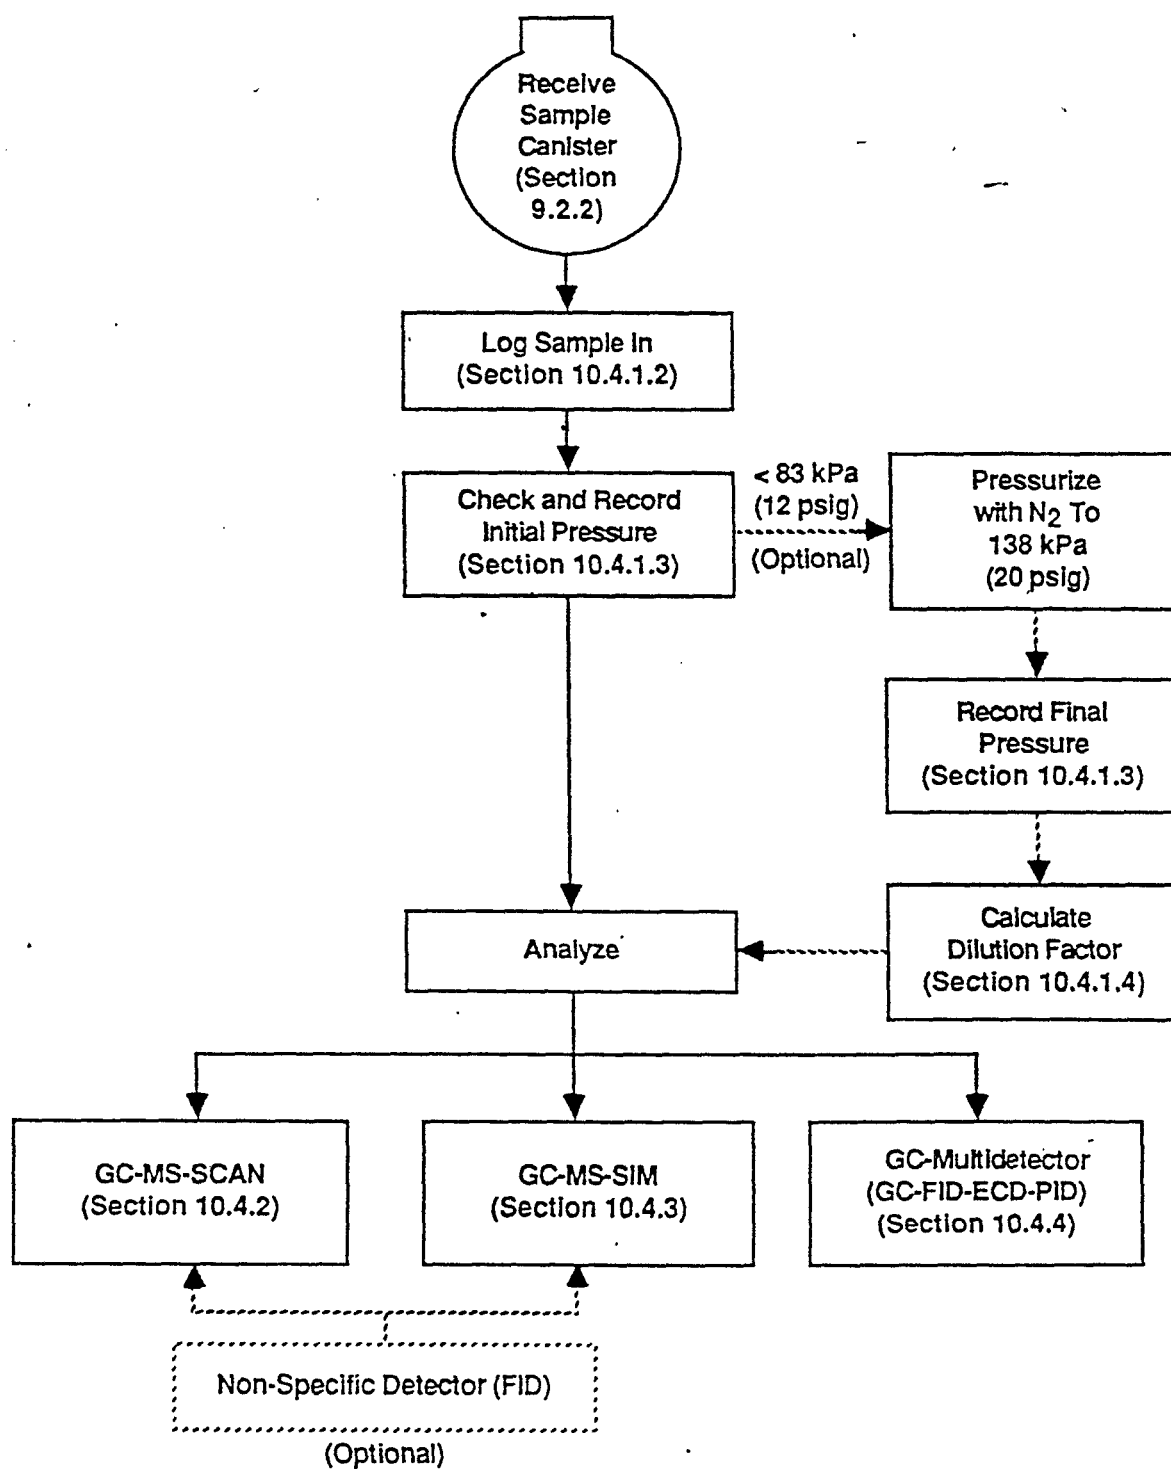 Receive
Sample
Canister
(Section
9.2.2)
Log Sample In
(Section 10.4.1.2)
Check and Record
Initial Pressure
(Section 10.4.1.3)
< 83 kPa
(12 psig)
(Optional)
Pressurize
with N2 To
138 kPa
(20 psig)
Record Final
Pressure
(Section 10.4.1.3)
Calculate
Dilution Factor
(Section 10.4.1.4)
Analyze
GC-MS-SCAN
(Section 10.4.2)
GC-MS-SIM
(Section 10.4.3)
GC-Multidetector
(GC-FID-ECD-PID)
(Section 10.4.4)
Non-Specific Detector (FID)
(Optional)